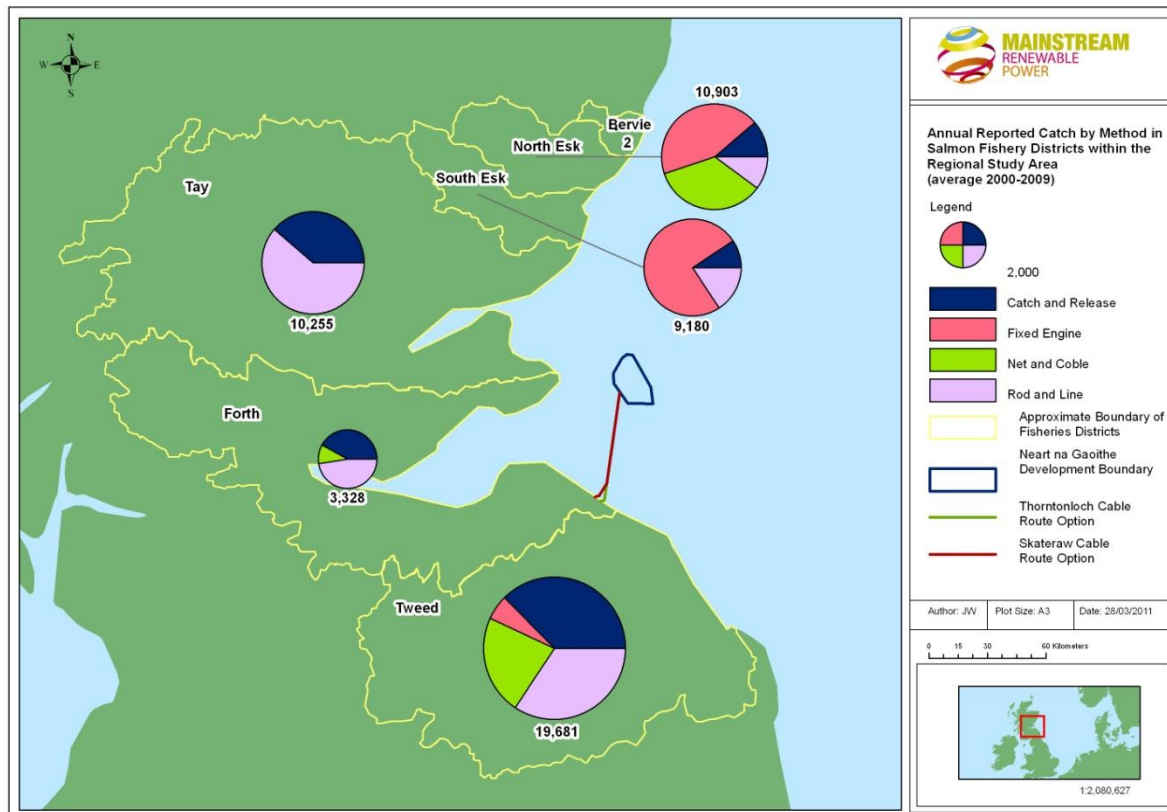 N
W
E
S
10,903
Bervie
2
North Esk
South Esk
Tay
10,255
9,180
Forth
3,328
Tweed
19,681
MAINSTREAM
RENEWABLE
POWER
Annual Reported Catch by Method in
Salmon Fishery Districts within the
Regional Study Area
(average 2000-2009)
Legend
2,000
Catch and Release
Fixed Engine
Net and Coble
Rod and Line
Approximate Boundary of
Fisheries Districts
Neart na Gaoithe
Development Boundary
Thorntonloch Cable
Route Option
Skateraw Cable
Route Option
Author: JW
Plot Size: A3
Date: 28/03/2011
0 15 30 60 Kilometers
1:2,080,627